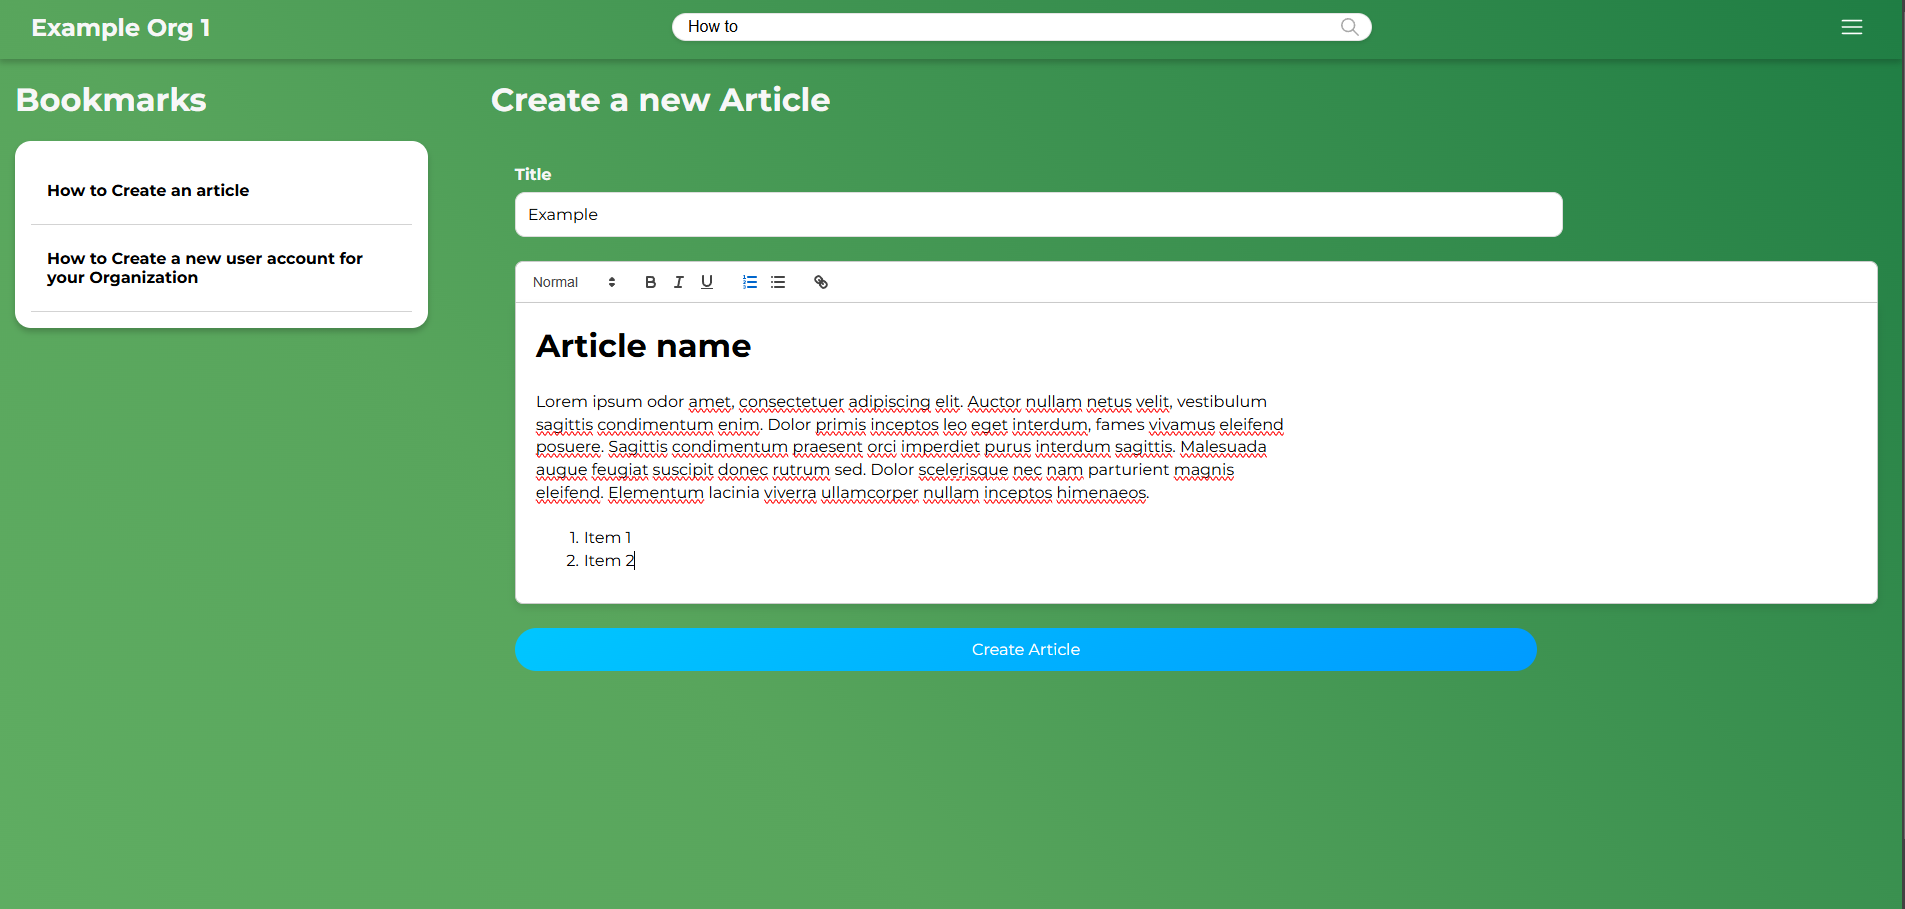 Example Org 1
How to
Bookmarks
How to Create an article
How to Create a new user account for
your Organization
Create a new Article
Title
Example
Normal
B I U
Article name
Lorem ipsum odor amet, consectetuer adipiscing elit. Auctor nullam netus velit, vestibulum
sagittis condimentum enim. Dolor primis inceptos leo eget interdum, fames vivamus eleifend
posuere. Sagittis condimentum praesent orci imperdiet purus interdum sagittis. Malesuada
augue feugiat suscipit donec rutrum sed. Dolor scelerisque nec nam parturient magnis
eleifend. Elementum lacinia viverra ullamcorper nullam inceptos himenaeos.
1. Item 1
2. Item 2
Create Article